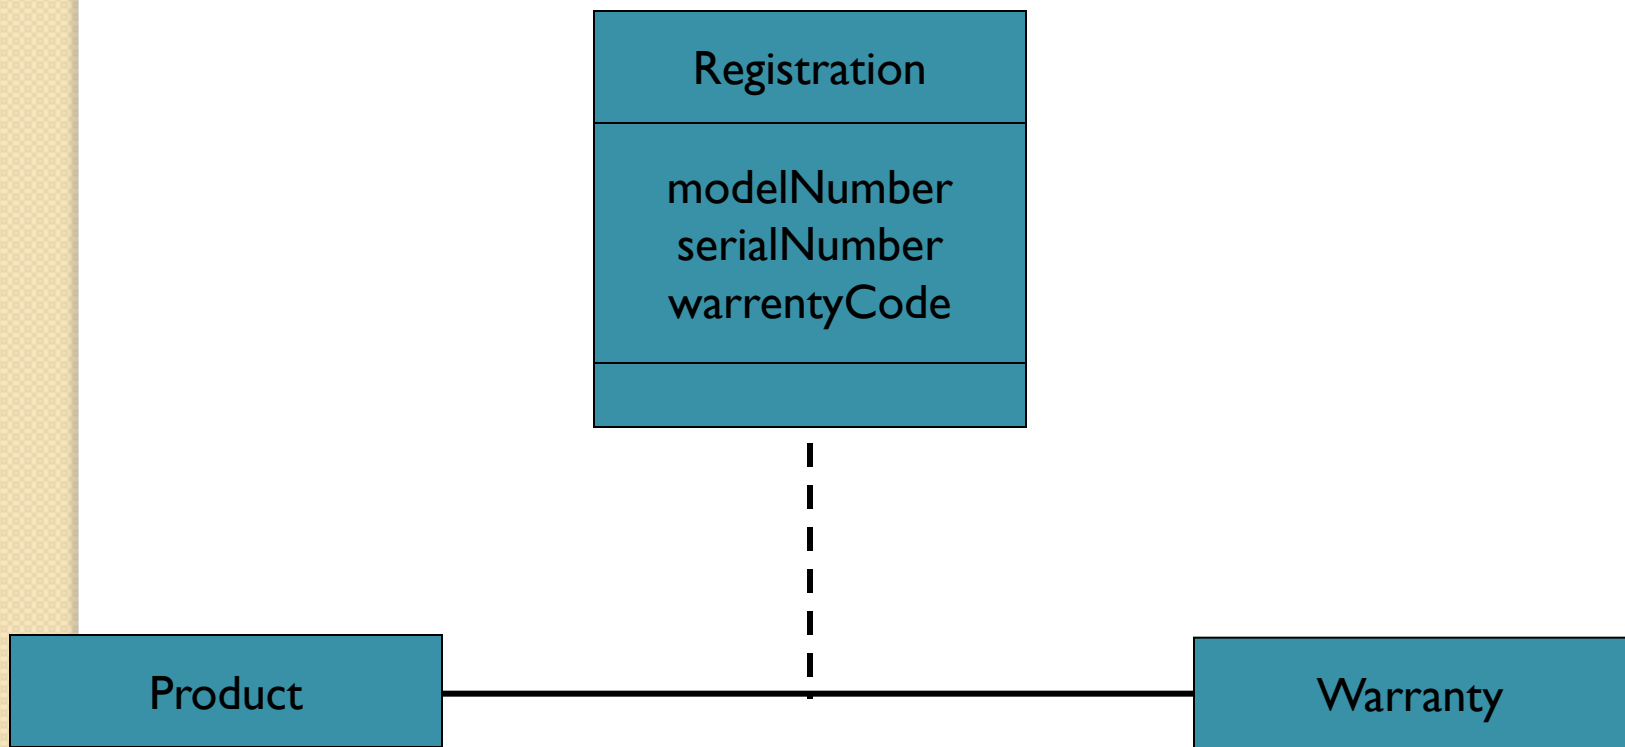 Registration
modelNumber
serialNumber
warrentyCode
Product
Warranty